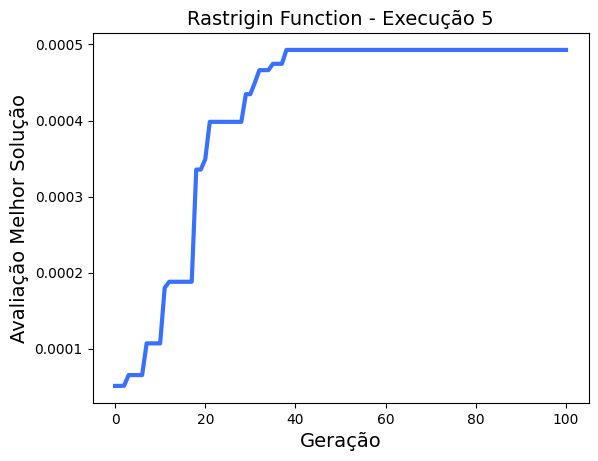 Rastrigin Function - Execução 5
Avaliação Melhor Solução
0.0005
0.0004
0.0003
0.0002
0.0001
0 20 40 60 80 100
Geração